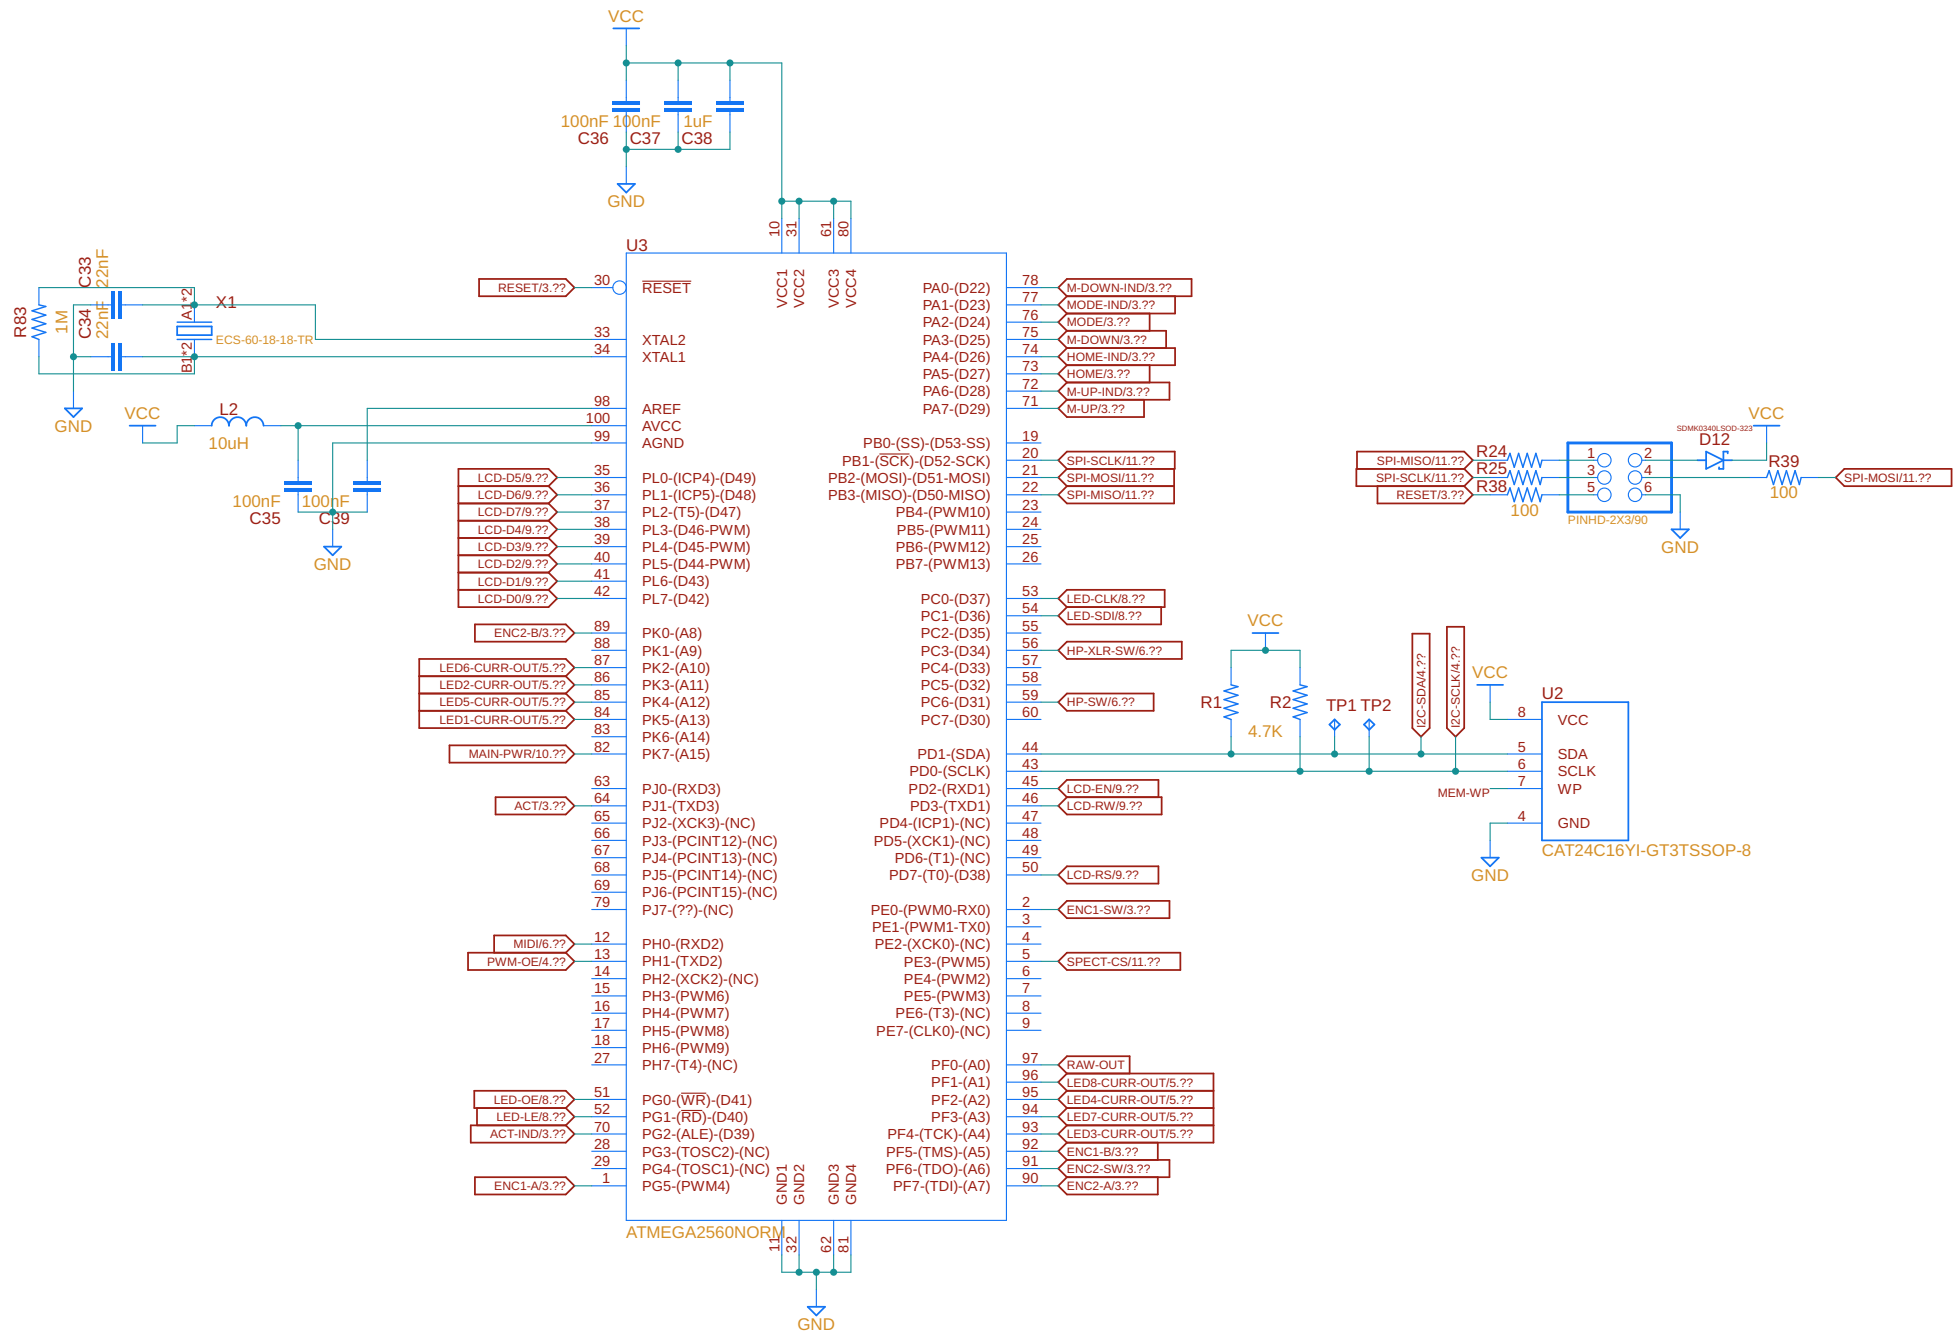 VCC
100nF 100nF 1uF
C36 C37 C38
GND
10 31 61 80
U3
VCC1 VCC2 VCC3 VCC4
C33 22nF
C34 22nF
R83 1M
A1*2 X1
ECS-60-18-18-TR
B1*2
GND
VCC L2
10uH
100nF 100nF
C35 C39
GND
RESET/3.?? 30 RESET
33 XTAL2
34 XTAL1
98 AREF
100 AVCC
99 AGND
LCD-D5/9.?? 35 PL0-(ICP4)-(D49)
LCD-D6/9.?? 36 PL1-(ICP5)-(D48)
LCD-D7/9.?? 37 PL2-(T5)-(D47)
LCD-D4/9.?? 38 PL3-(D46-PWM)
LCD-D3/9.?? 39 PL4-(D45-PWM)
LCD-D2/9.?? 40 PL5-(D44-PWM)
LCD-D1/9.?? 41 PL6-(D43)
LCD-D0/9.?? 42 PL7-(D42)
ENC2-B/3.?? 89 PK0-(A8)
88 PK1-(A9)
LED6-CURR-OUT/5.?? 87 PK2-(A10)
LED2-CURR-OUT/5.?? 86 PK3-(A11)
LED5-CURR-OUT/5.?? 85 PK4-(A12)
LED1-CURR-OUT/5.?? 84 PK5-(A13)
83 PK6-(A14)
MAIN-PWR/10.?? 82 PK7-(A15)
63 PJ0-(RXD3)
ACT/3.?? 64 PJ1-(TXD3)
65 PJ2-(XCK3)-(NC)
66 PJ3-(PCINT12)-(NC)
67 PJ4-(PCINT13)-(NC)
68 PJ5-(PCINT14)-(NC)
69 PJ6-(PCINT15)-(NC)
79 PJ7-(??)-(NC)
MIDI/6.?? 12 PH0-(RXD2)
PWM-OE/4.?? 13 PH1-(TXD2)
14 PH2-(XCK2)-(NC)
15 PH3-(PWM6)
16 PH4-(PWM7)
17 PH5-(PWM8)
18 PH6-(PWM9)
27 PH7-(T4)-(NC)
LED-OE/8.?? 51 PG0-(WR)-(D41)
LED-LE/8.?? 52 PG1-(RD)-(D40)
ACT-IND/3.?? 70 PG2-(ALE)-(D39)
28 PG3-(TOSC2)-(NC)
29 PG4-(TOSC1)-(NC)
ENC1-A/3.?? 1 PG5-(PWM4)
PA0-(D22) 78 M-DOWN-IND/3.??
PA1-(D23) 77 MODE-IND/3.??
PA2-(D24) 76 MODE/3.??
PA3-(D25) 75 M-DOWN/3.??
PA4-(D26) 74 HOME-IND/3.??
PA5-(D27) 73 HOME/3.??
PA6-(D28) 72 M-UP-IND/3.??
PA7-(D29) 71 M-UP/3.??
PB0-(SS)-(D53-SS) 19
PB1-(SCK)-(D52-SCK) 20 SPI-SCLK/11.??
PB2-(MOSI)-(D51-MOSI) 21 SPI-MOSI/11.??
PB3-(MISO)-(D50-MISO) 22 SPI-MISO/11.??
PB4-(PWM10) 23
PB5-(PWM11) 24
PB6-(PWM12) 25
PB7-(PWM13) 26
PC0-(D37) 53 LED-CLK/8.??
PC1-(D36) 54 LED-SDI/8.??
PC2-(D35) 55
PC3-(D34) 56 HP-XLR-SW/6.??
PC4-(D33) 57
PC5-(D32) 58
PC6-(D31) 59 HP-SW/6.??
PC7-(D30) 60
PD1-(SDA) 44
PD0-(SCLK) 43
PD2-(RXD1) 45 LCD-EN/9.??
PD3-(TXD1) 46 LCD-RW/9.??
PD4-(ICP1)-(NC) 47
PD5-(XCK1)-(NC) 48
PD6-(T1)-(NC) 49
PD7-(T0)-(D38) 50 LCD-RS/9.??
PE0-(PWM0-RX0) 2 ENC1-SW/3.??
PE1-(PWM1-TX0) 3
PE2-(XCK0)-(NC) 4
PE3-(PWM5) 5 SPECT-CS/11.??
PE4-(PWM2) 6
PE5-(PWM3) 7
PE6-(T3)-(NC) 8
PE7-(CLK0)-(NC) 9
PF0-(A0) 97 RAW-OUT
PF1-(A1) 96 LED8-CURR-OUT/5.??
PF2-(A2) 95 LED4-CURR-OUT/5.??
PF3-(A3) 94 LED7-CURR-OUT/5.??
PF4-(TCK)-(A4) 93 LED3-CURR-OUT/5.??
PF5-(TMS)-(A5) 92 ENC1-B/3.??
PF6-(TDO)-(A6) 91 ENC2-SW/3.??
PF7-(TDI)-(A7) 90 ENC2-A/3.??
GND1 GND2 GND3 GND4
ATMEGA2560NORM
11 32 62 81
GND
VCC
SDMK0340LSOD-323
D12
SPI-MISO/11.?? R24 1 2
SPI-SCLK/11.?? R25 3 4 R39 SPI-MOSI/11.??
RESET/3.?? R38 5 6 100
100
PINHD-2X3/90
GND
VCC
R1 R2 TP1 TP2
4.7K
I2C-SDA/4.??
I2C-SCLK/4.??
VCC
U2
8 VCC
5 SDA
6 SCLK
MEM-WP 7 WP
4 GND
CAT24C16YI-GT3TSSOP-8
GND